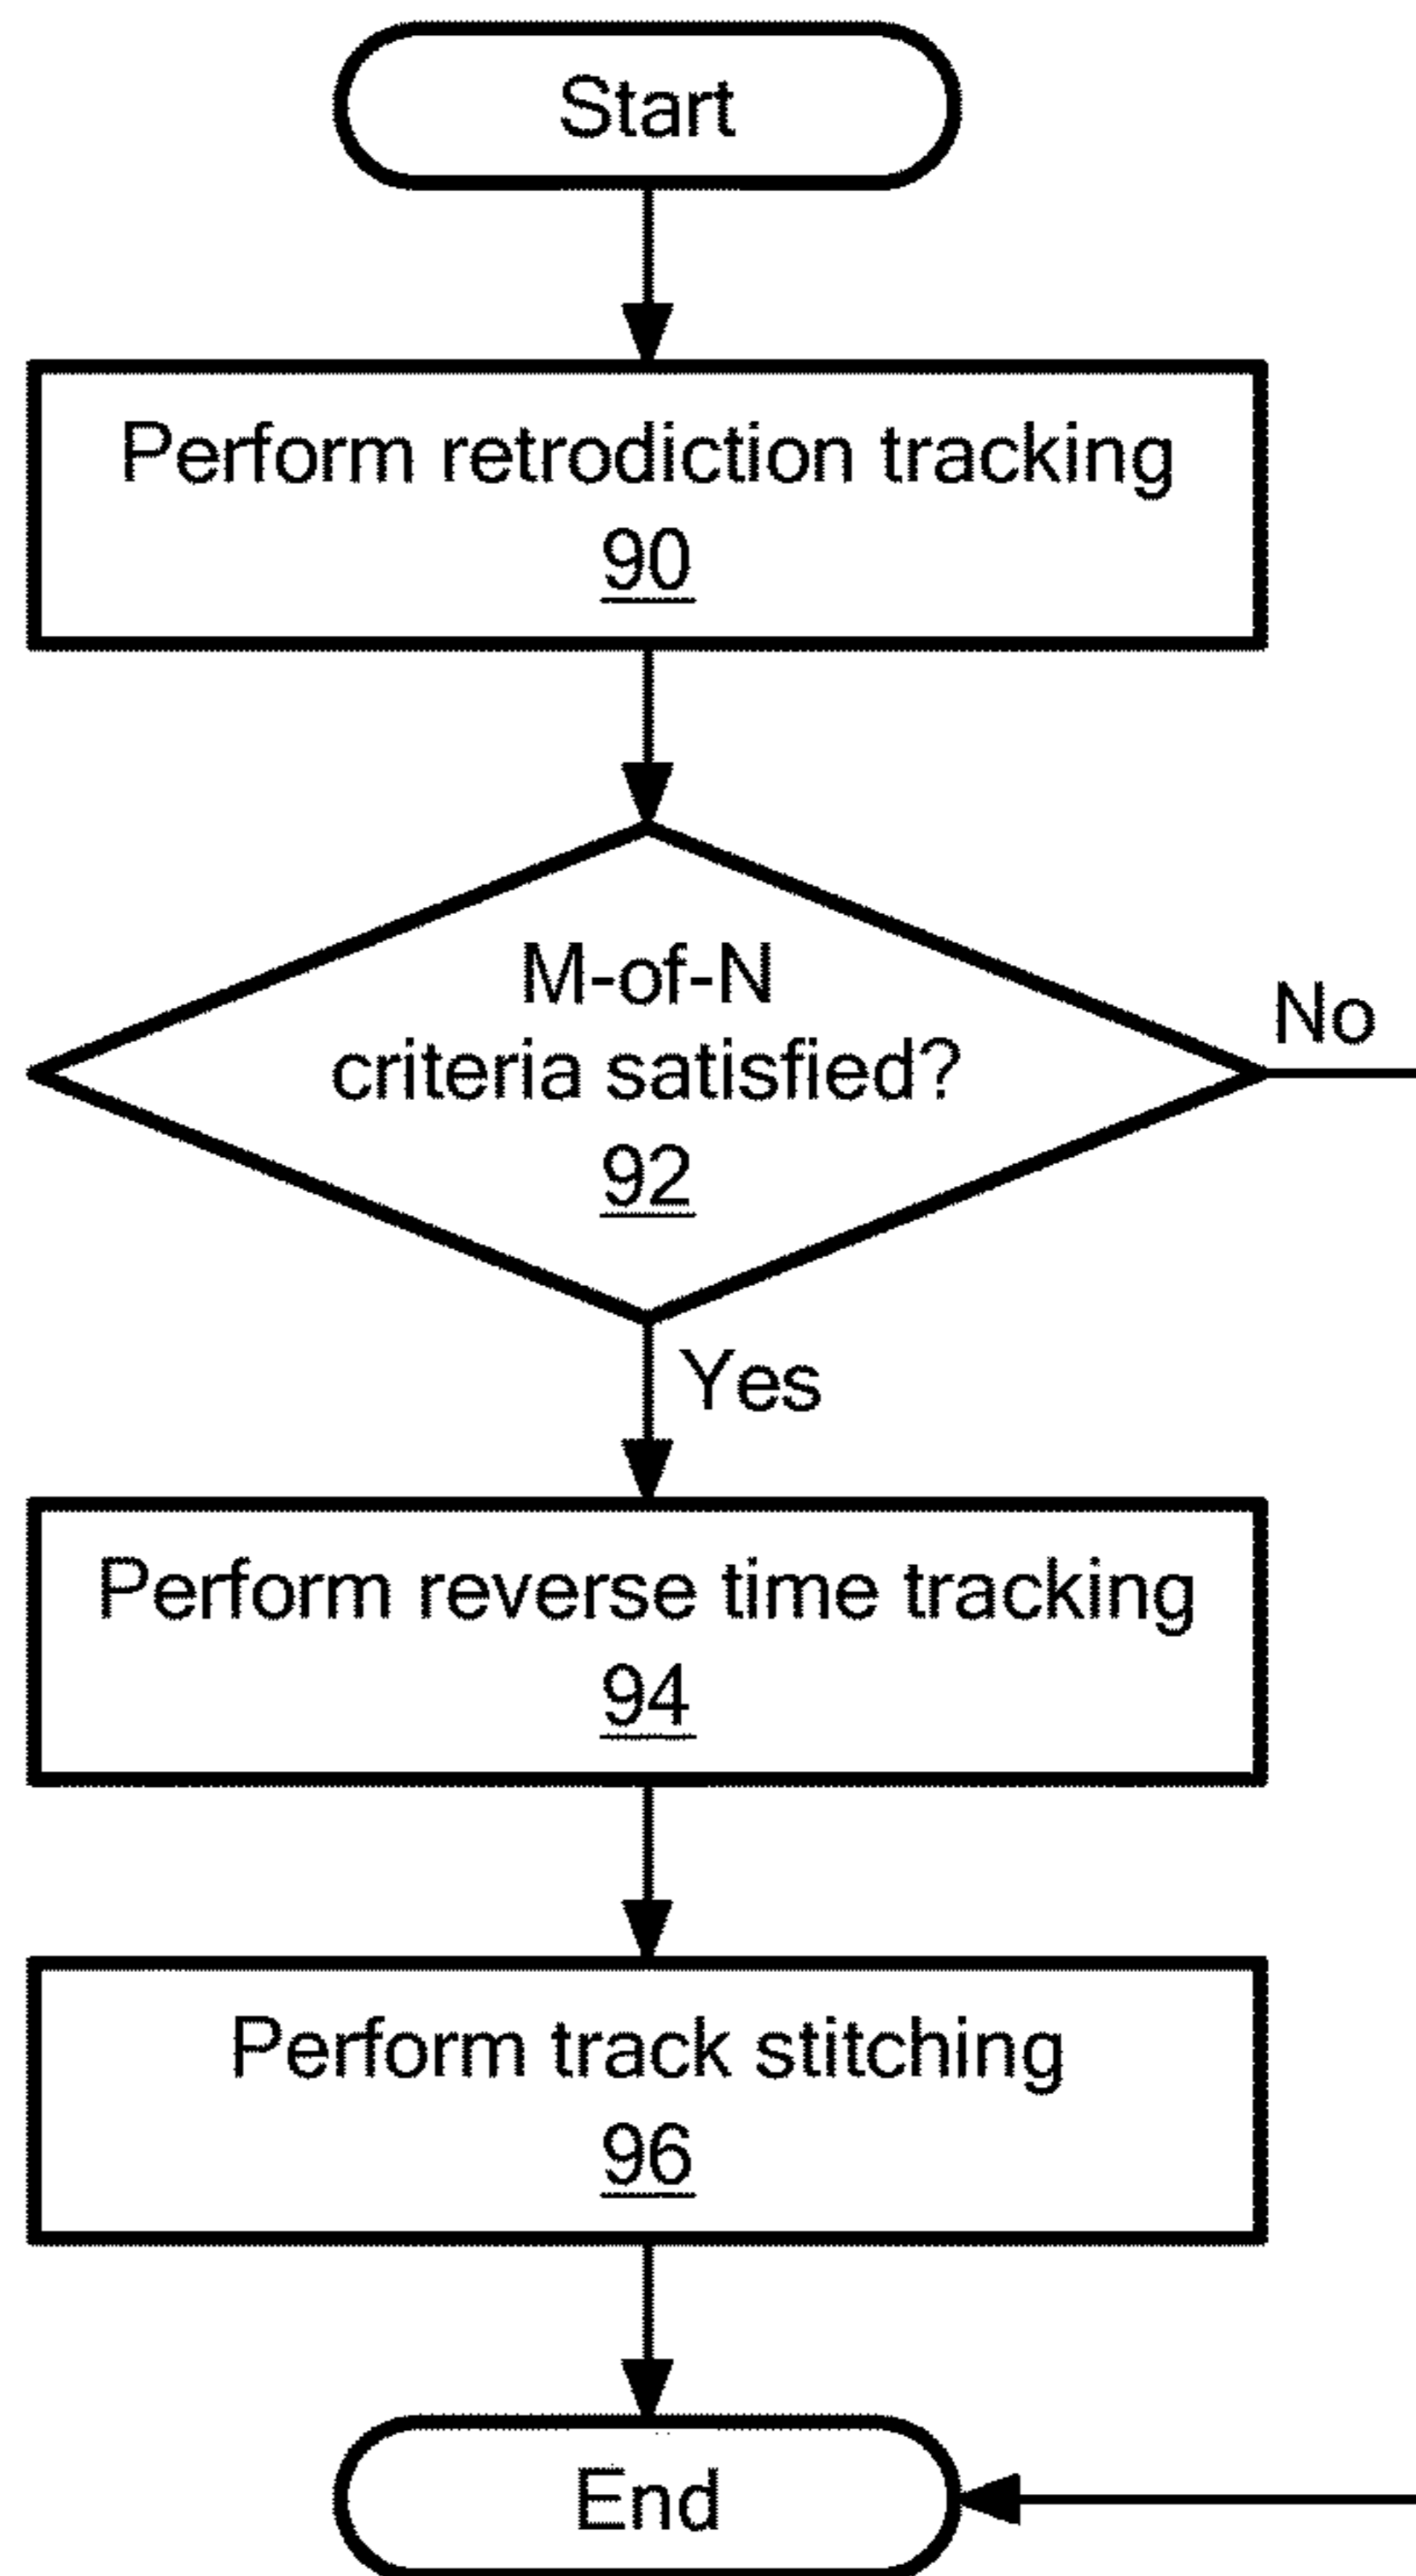 Start
Perform retrodiction tracking
90
M-of-N
criteria satisfied?
92
No
Yes
Perform reverse time tracking
94
Perform track stitching
96
End